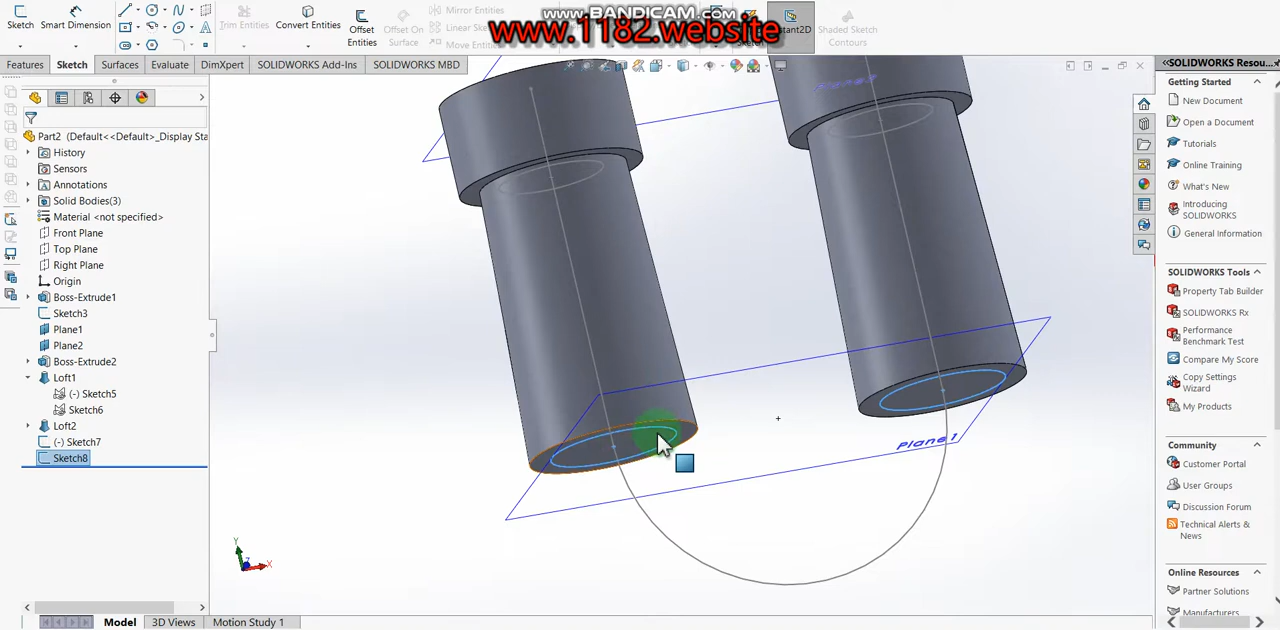 www.BANDICAM.com
www.1182.website
Sketch
Smart Dimension
Trim Entities
Convert Entities
Offset Entities
Offset On Surface
Mirror Entities
Linear Ske
Move Entities
Instant2D
Shaded Sketch Contours
Features
Sketch
Surfaces
Evaluate
DimXpert
SOLIDWORKS Add-Ins
SOLIDWORKS MBD
Part2 (Default<<Default>_Display Sta
History
Sensors
Annotations
Solid Bodies(3)
Material <not specified>
Front Plane
Top Plane
Right Plane
Origin
Boss-Extrude1
Sketch3
Plane1
Plane2
Boss-Extrude2
Loft1
(-) Sketch5
Sketch6
Loft2
(-) Sketch7
Sketch8
Plane 1
Y
X
Z
Model
3D Views
Motion Study 1
SOLIDWORKS Resou...
Getting Started
New Document
Open a Document
Tutorials
Online Training
What's New
Introducing SOLIDWORKS
General Information
SOLIDWORKS Tools
Property Tab Builder
SOLIDWORKS Rx
Performance Benchmark Test
Compare My Score
Copy Settings Wizard
My Products
Community
Customer Portal
User Groups
Discussion Forum
Technical Alerts & News
Online Resources
Partner Solutions
Manufacturers